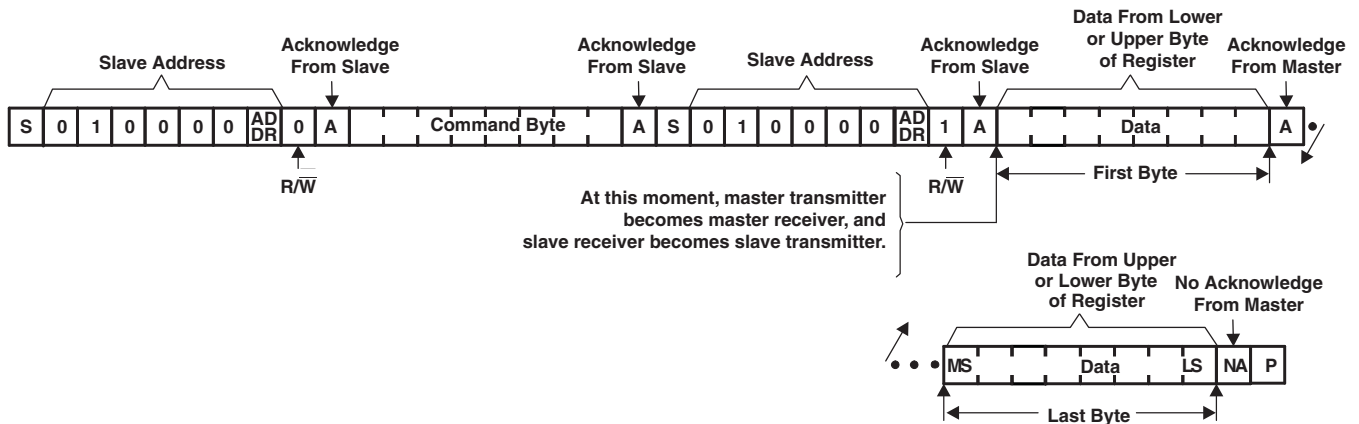 Slave Address
Acknowledge
From Slave
Acknowledge
From Slave
Slave Address
Acknowledge
From Slave
Data From Lower
or Upper Byte
of Register
Acknowledge
From Master
S 0 1 0 0 0 0 AD DR 0 A Command Byte A S 0 1 0 0 0 0 AD DR 1 A Data A
R/W̅
R/W̅
First Byte
At this moment, master transmitter
becomes master receiver, and
slave receiver becomes slave transmitter.
Data From Upper
or Lower Byte
of Register
No Acknowledge
From Master
MS Data LS NA P
Last Byte